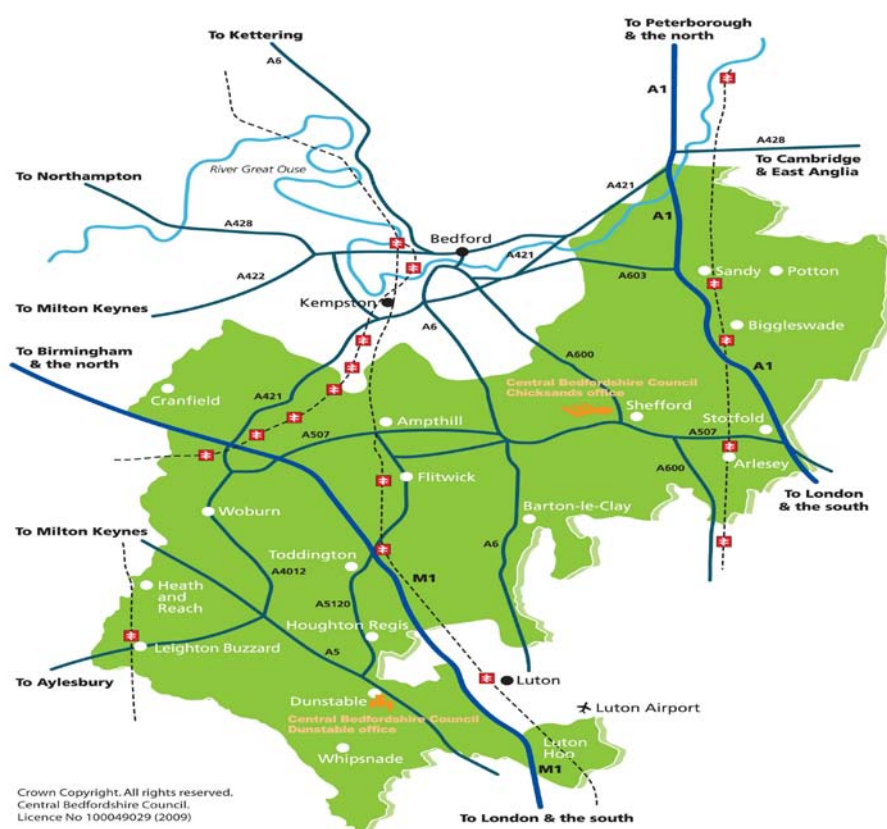 To Peterborough
& the north
To Kettering
A6
A1
A428
To Cambridge
& East Anglia
River Great Ouse
To Northampton
A421
A428
A1
Bedford
A421
A422
A603
Sandy
Potton
Kempston
To Milton Keynes
A6
Biggleswade
To Birmingham
& the north
A600
A1
Central Bedfordshire Council
Chicksands office
A421
Cranfield
Shefford
Stotfold
Ampthill
A507
A507
Arlesey
A600
Flitwick
To London
& the south
Woburn
Barton-le-Clay
To Milton Keynes
A6
Toddington
A4012
M1
Heath
and
Reach
A5120
Houghton Regis
Leighton Buzzard
A5
To Aylesbury
Luton
Dunstable
Luton Airport
Central Bedfordshire Council
Dunstable office
Whipsnade
Luton
Hoo
M1
Crown Copyright. All rights reserved.
Central Bedfordshire Council.
Licence No 100049029 (2009)
To London & the south